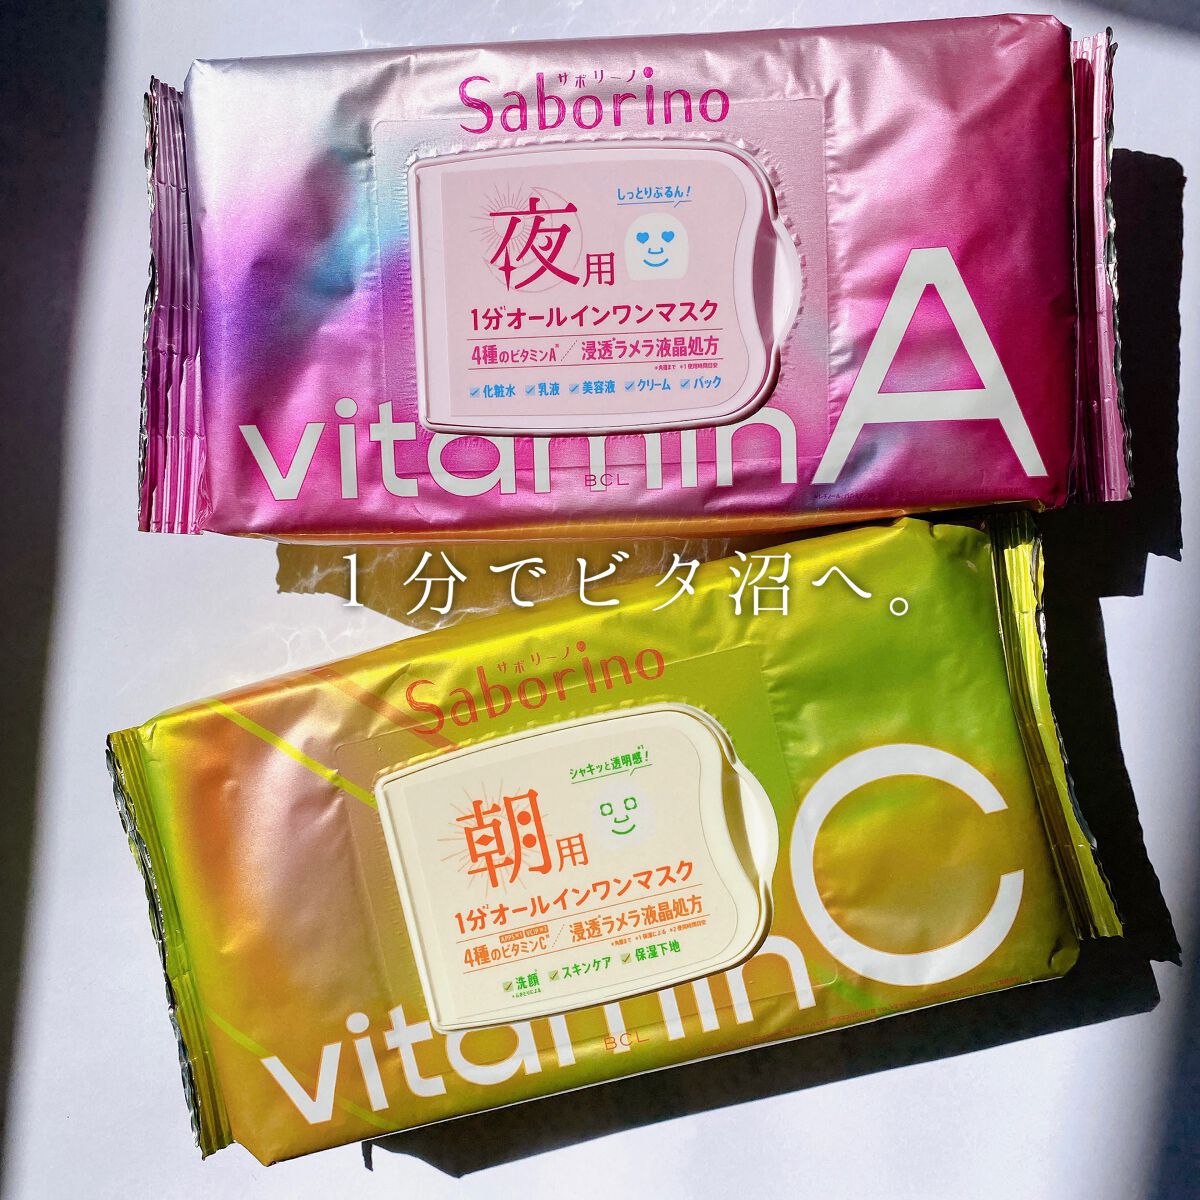 サボリーノ
Saborino
しっとりぷるん!
夜用
1分オールインワンマスク
4種のビタミンA 浸透ラメラ液晶処方
化粧水 乳液 美容液 クリーム パック
vitamin A
BCL
1分でビタ沼へ。
サボリーノ
Saborino
シャキッと透明感!
朝用
1分オールインワンマスク
4種のビタミンC 浸透ラメラ液晶処方
洗顔 スキンケア 保湿下地
vitamin C
BCL